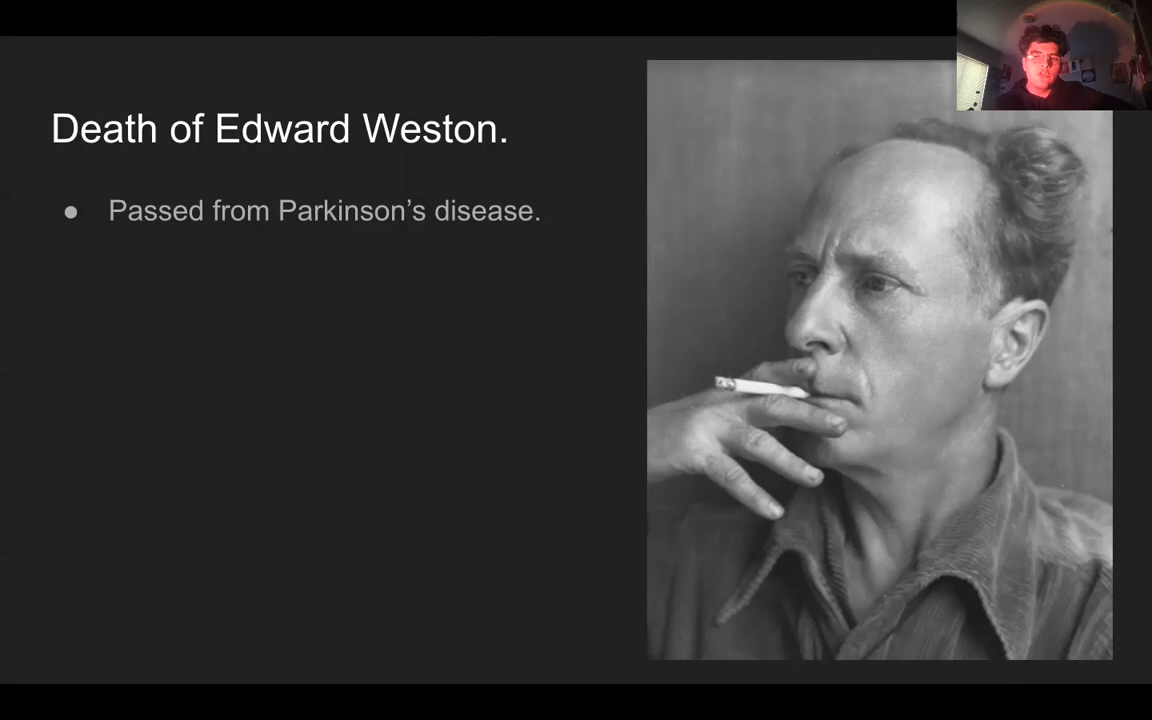 Death of Edward Weston.
● Passed from Parkinson’s disease.